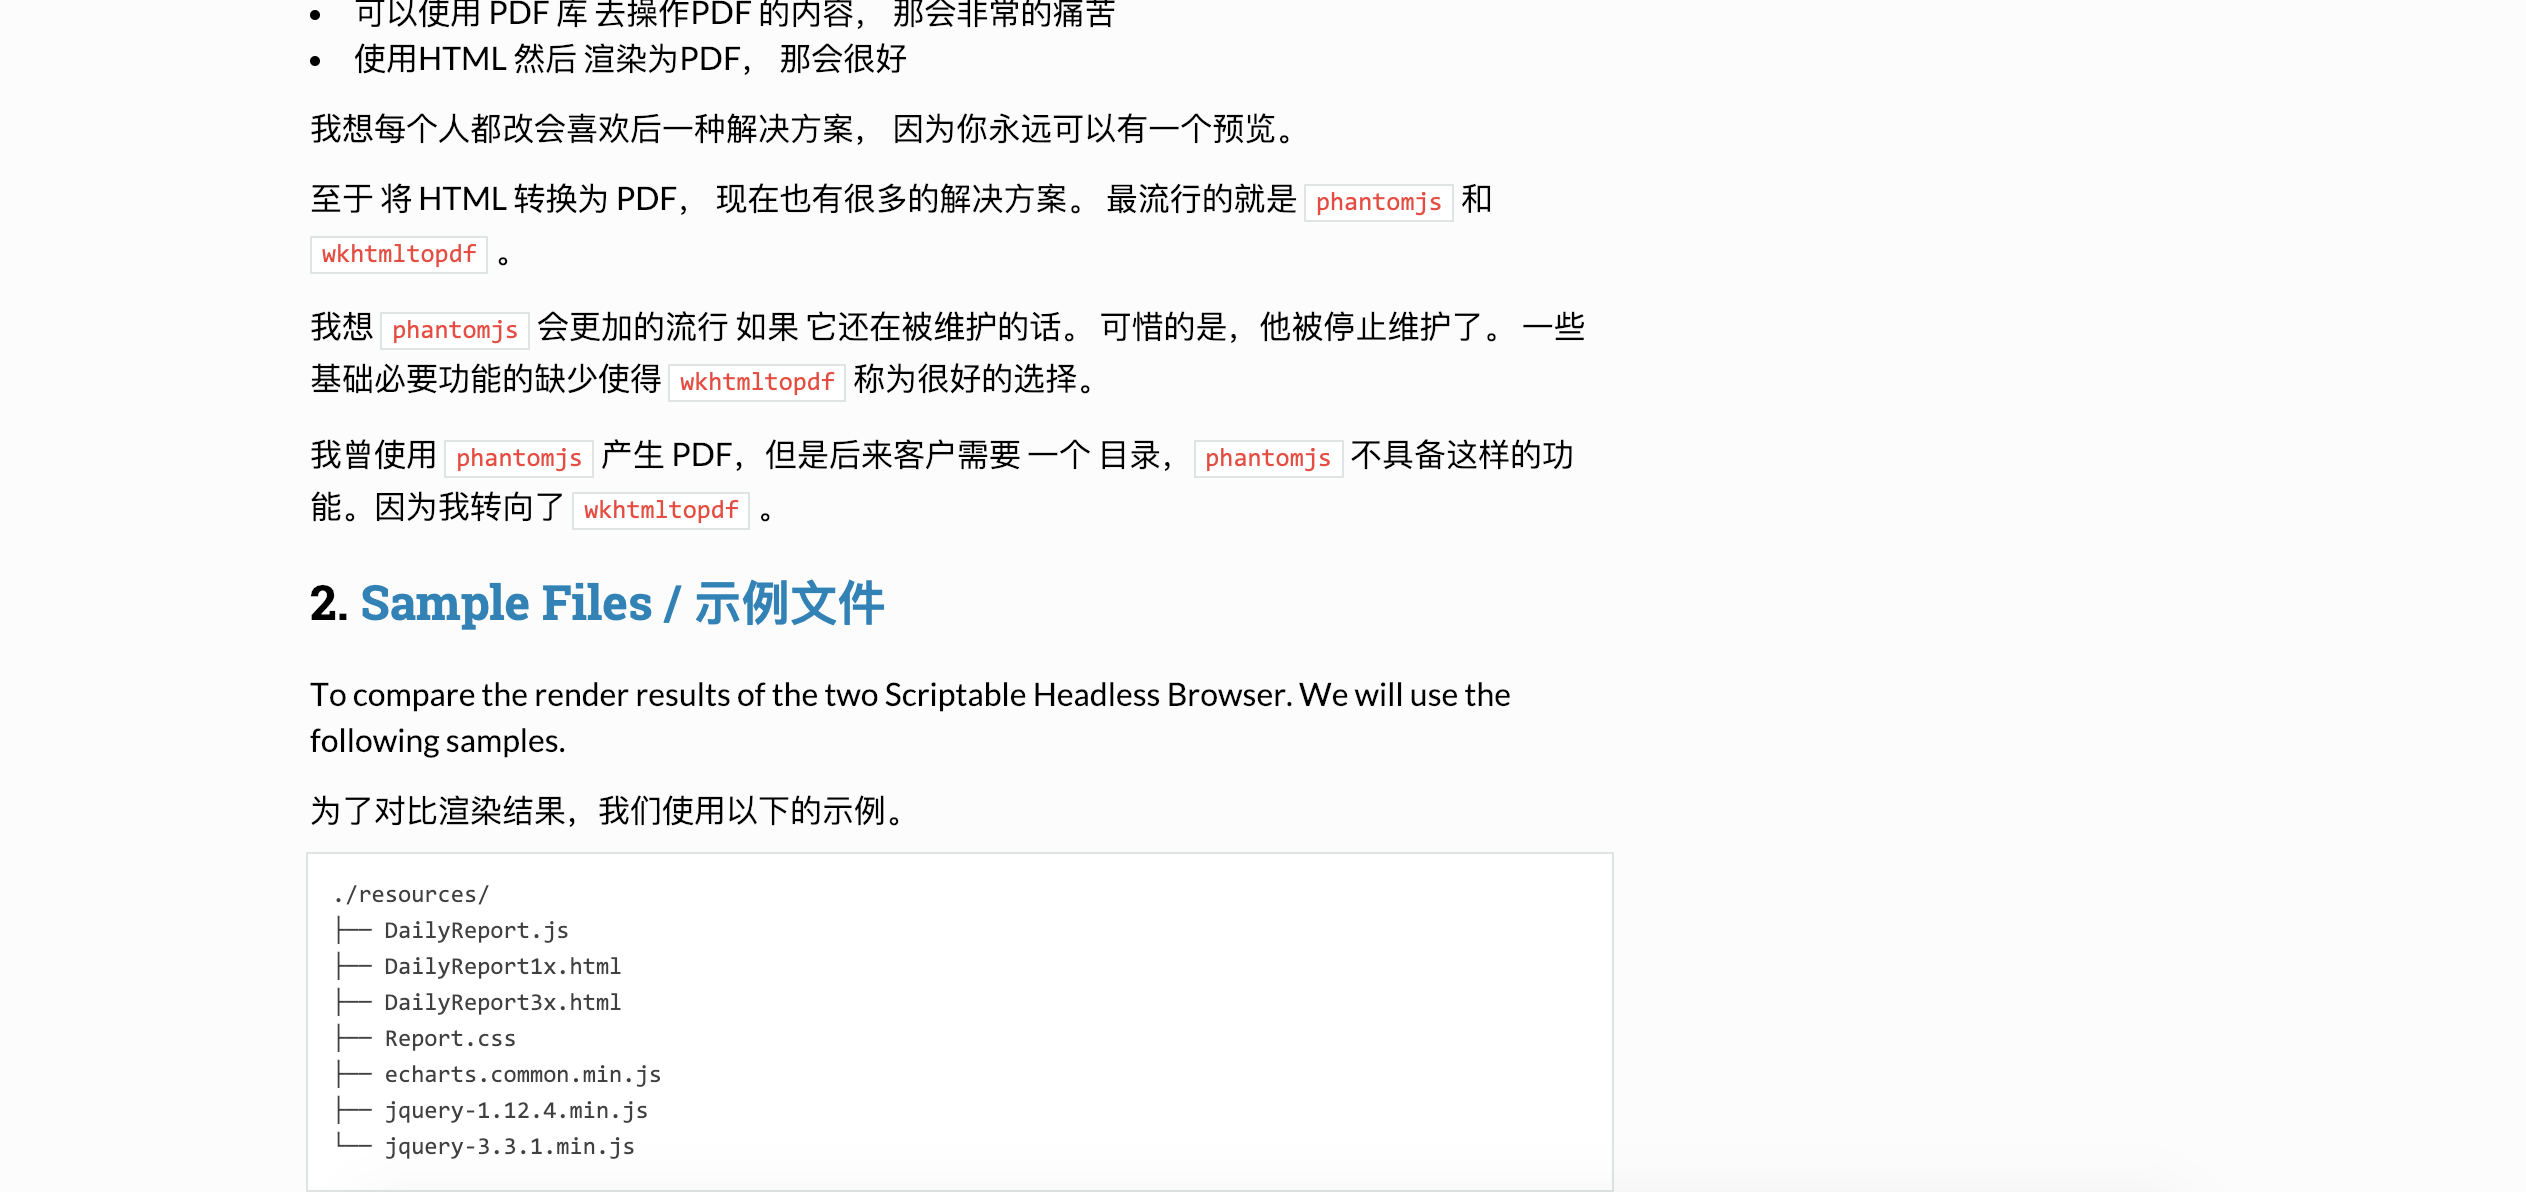 • 可以使用 PDF 库 去操作PDF 的内容， 那会非常的痛苦
• 使用HTML 然后 渲染为PDF， 那会很好
我想每个人都改会喜欢后一种解决方案， 因为你永远可以有一个预览。
至于 将 HTML 转换为 PDF， 现在也有很多的解决方案。 最流行的就是 phantomjs 和
wkhtmltopdf 。
我想 phantomjs 会更加的流行 如果 它还在被维护的话。 可惜的是，他被停止维护了。 一些
基础必要功能的缺少使得 wkhtmltopdf 称为很好的选择。
我曾使用 phantomjs 产生 PDF，但是后来客户需要 一个 目录， phantomjs 不具备这样的功
能。因为我转向了 wkhtmltopdf 。
2. Sample Files / 示例文件
To compare the render results of the two Scriptable Headless Browser. We will use the
following samples.
为了对比渲染结果，我们使用以下的示例。
./resources/
├── DailyReport.js
├── DailyReport1x.html
├── DailyReport3x.html
├── Report.css
├── echarts.common.min.js
├── jquery-1.12.4.min.js
└── jquery-3.3.1.min.js